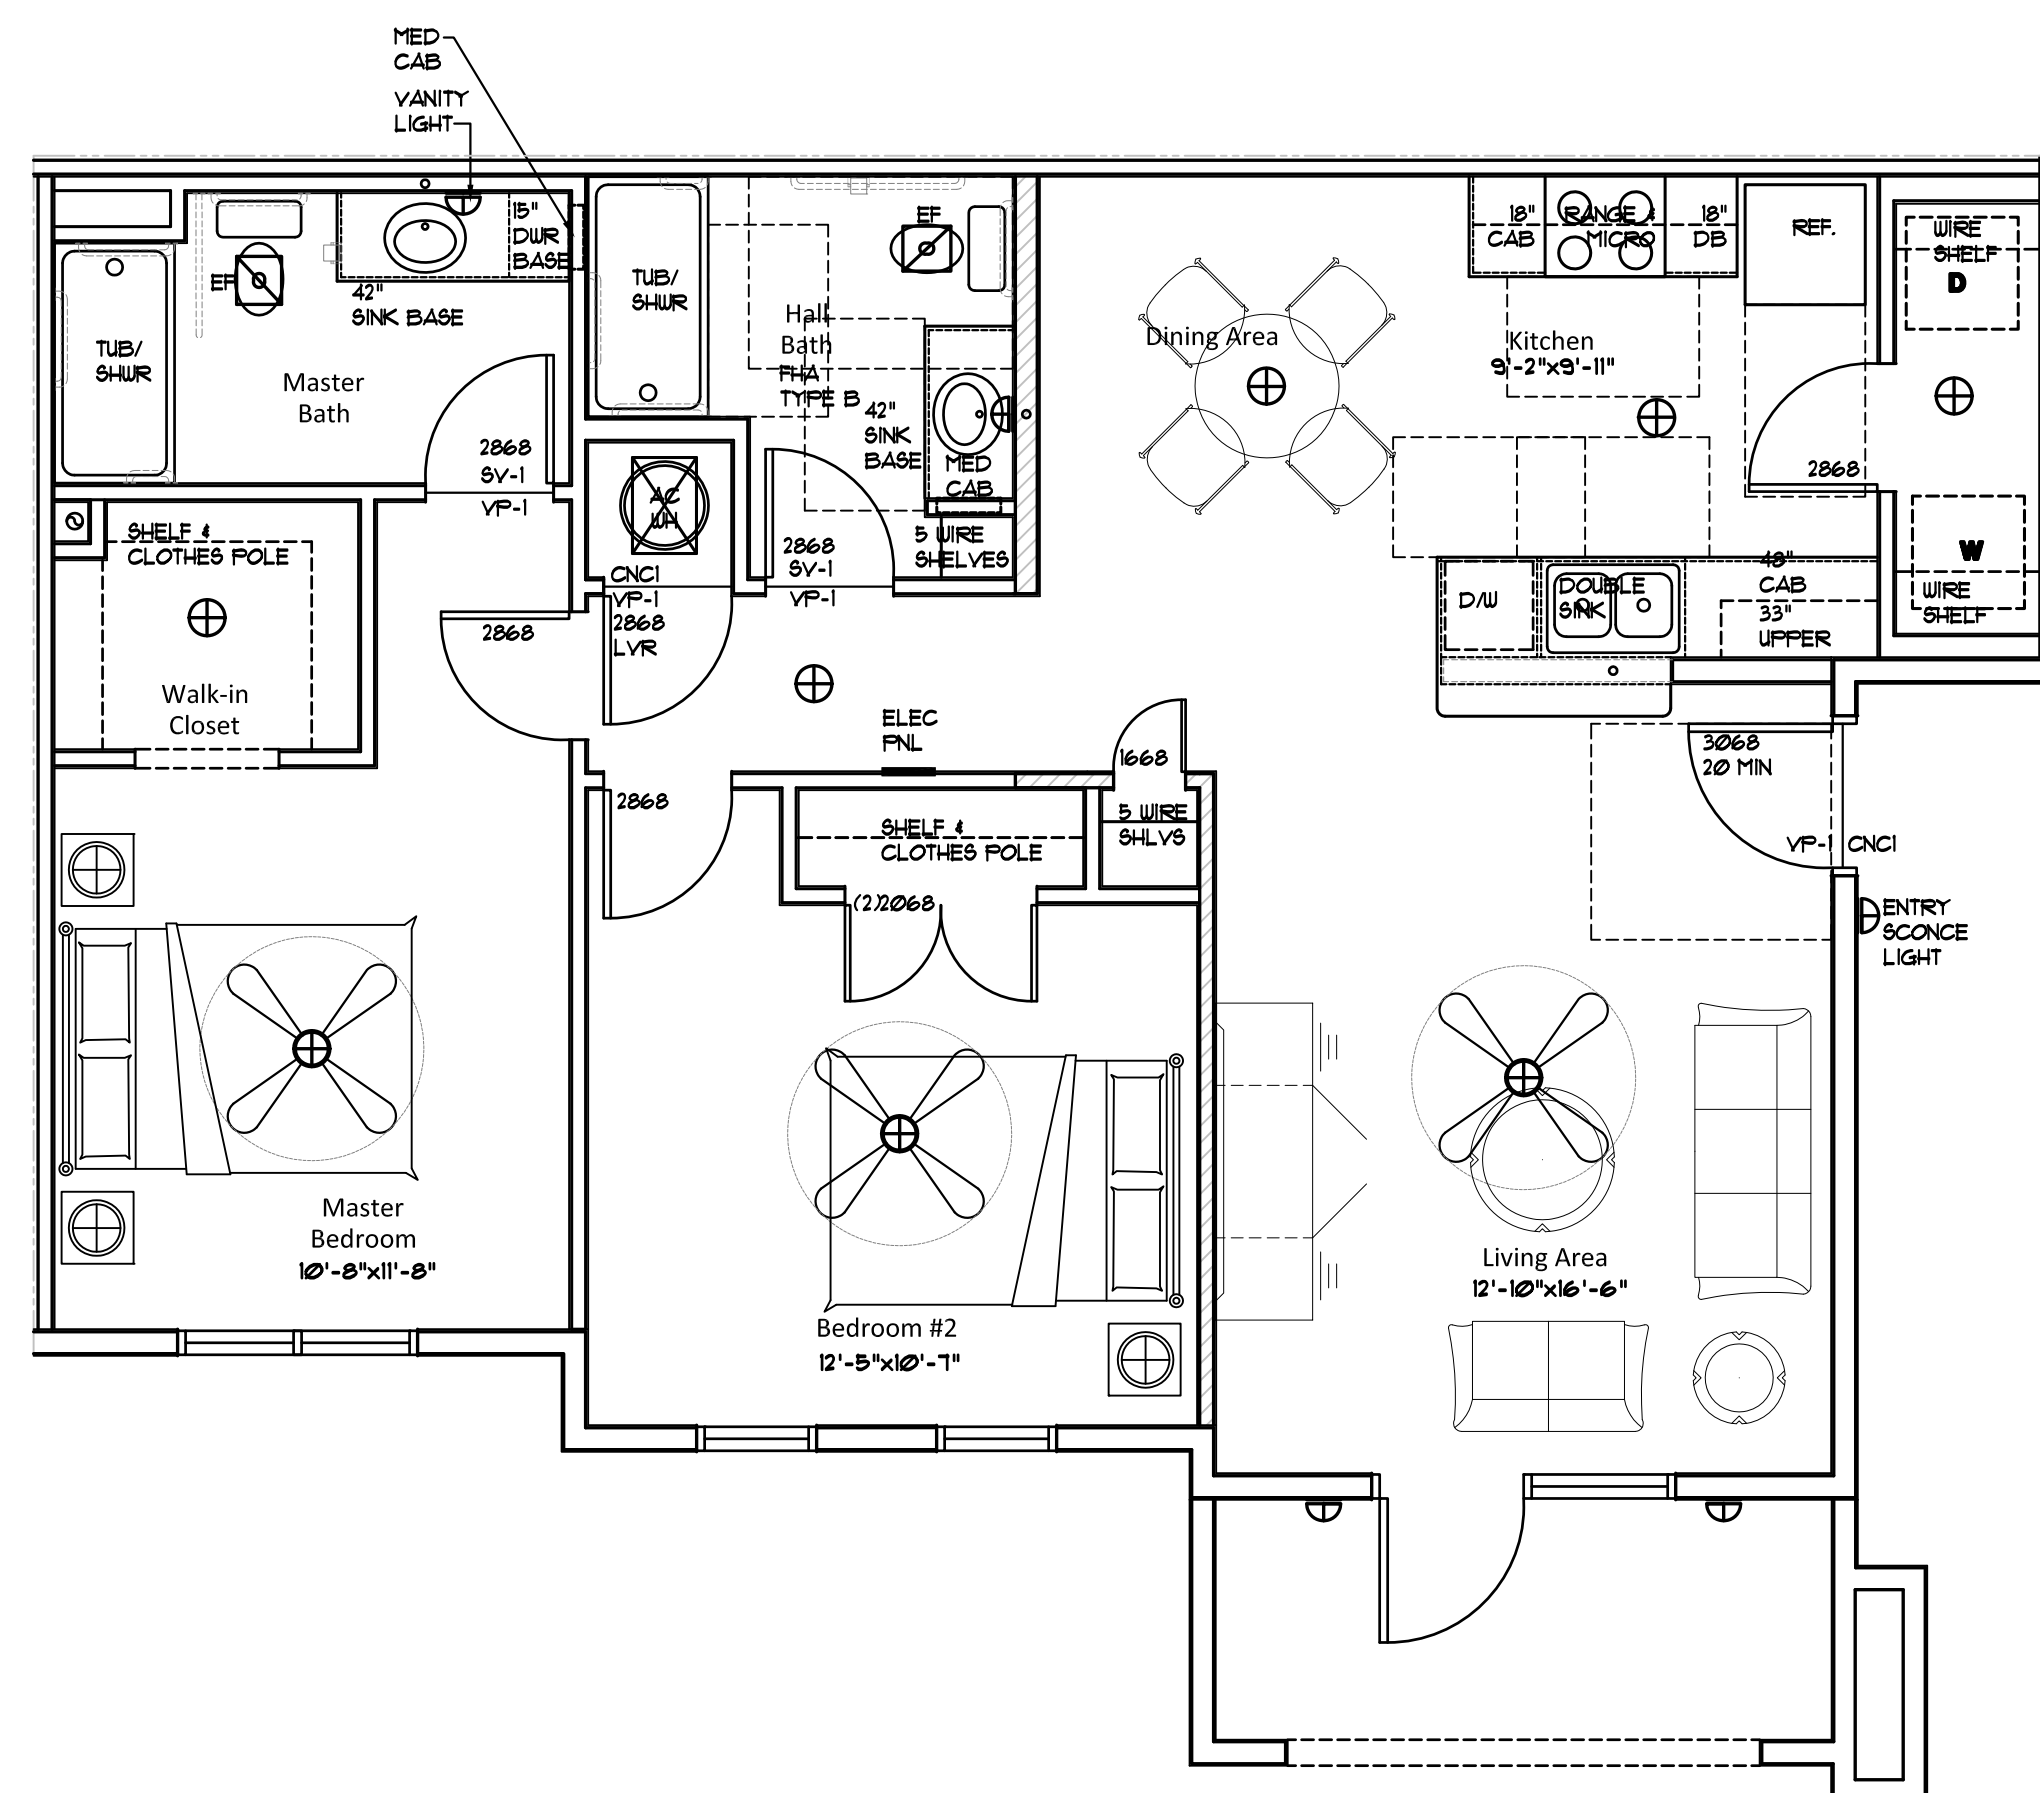 MED
CAB
VANITY
LIGHT
15"
DWR
BASE
EF
42"
SINK BASE
TUB/
SHWR
Master
Bath
2868
SV-1
VP-1
TUB/
SHWR
EF
Hall
Bath
FHA
TYPE B
42"
SINK
BASE
MED
CAB
5 WIRE
SHELVES
2868
SV-1
VP-1
AC
WH
CNC1
VP-1
2868
LVR
Dining Area
18"
CAB
RANGE &
MICRO
18"
DB
REF.
Kitchen
9'-2"x9'-11"
WIRE
SHELF
D
2868
W
WIRE
SHELF
D/W
DOUBLE
SINK
48"
CAB
33"
UPPER
SHELF &
CLOTHES POLE
Walk-in
Closet
2868
ELEC
PNL
1668
5 WIRE
SHLVS
2868
SHELF &
CLOTHES POLE
(2)2068
3068
20 MIN
VP-1
CNC1
ENTRY
SCONCE
LIGHT
Master
Bedroom
10'-8"x11'-8"
Bedroom #2
12'-5"x10'-7"
Living Area
12'-10"x16'-6"